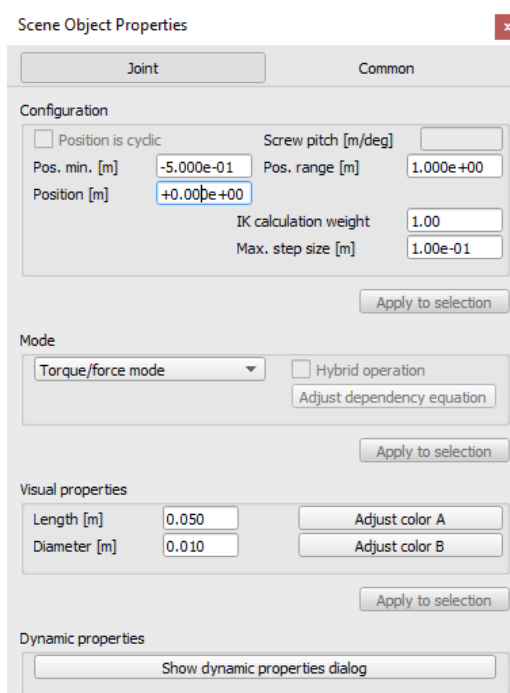 Scene Object Properties x
Joint Common
Configuration
Position is cyclic Screw pitch [m/deg]
Pos. min. [m] -5.000e-01 Pos. range [m] 1.000e+00
Position [m] +0.000e+00
IK calculation weight 1.00
Max. step size [m] 1.00e-01
Apply to selection
Mode
Torque/force mode Hybrid operation
Adjust dependency equation
Apply to selection
Visual properties
Length [m] 0.050 Adjust color A
Diameter [m] 0.010 Adjust color B
Apply to selection
Dynamic properties
Show dynamic properties dialog